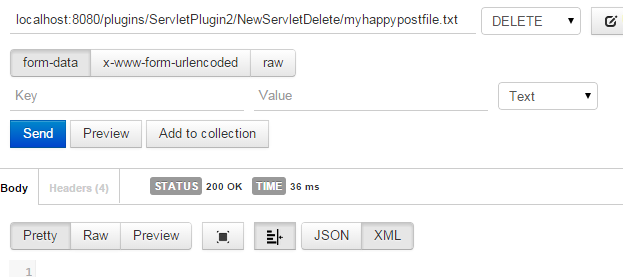 localhost:8080/plugins/ServletPlugin2/NewServletDelete/myhappypostfile.txt DELETE
form-data x-www-form-urlencoded raw
Key Value Text
Send Preview Add to collection
Body Headers (4) STATUS 200 OK TIME 36 ms
Pretty Raw Preview JSON XML
1